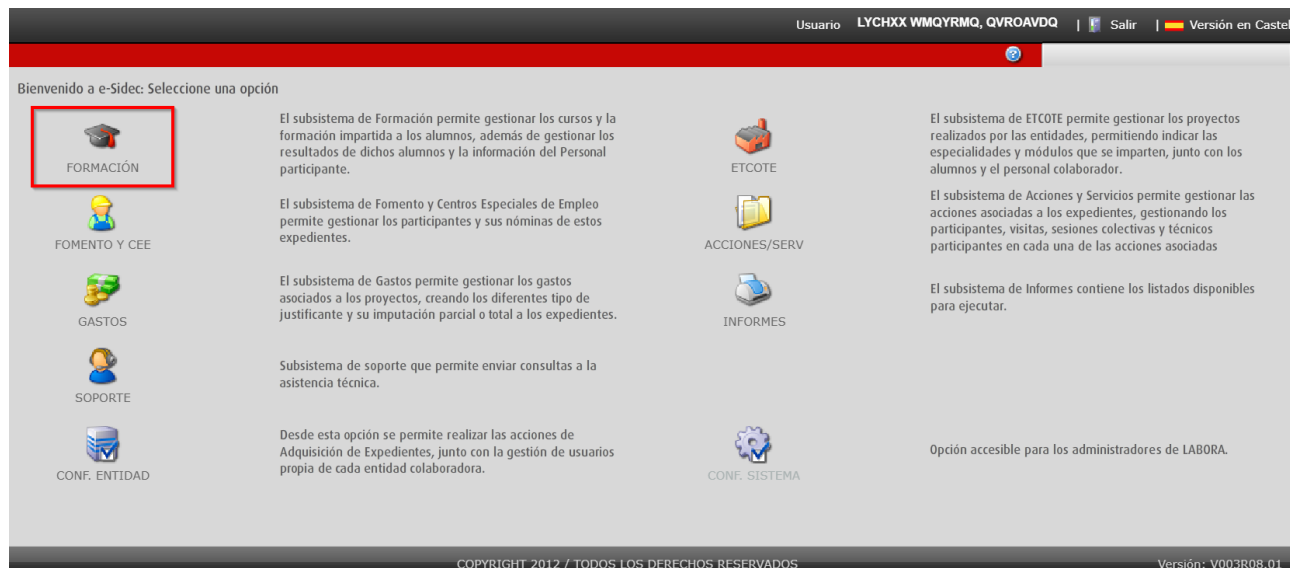 Usuario LYCHXX WMQYRMQ, QVROAVDQ | Salir | Versión en Castel
Bienvenido a e-Sidec: Seleccione una opción
FORMACIÓN
El subsistema de Formación permite gestionar los cursos y la
formación impartida a los alumnos, además de gestionar los
resultados de dichos alumnos y la información del Personal
participante.
ETCOTE
El subsistema de ETCOTE permite gestionar los proyectos
realizados por las entidades, permitiendo indicar las
especialidades y módulos que se imparten, junto con los
alumnos y el personal colaborador.
FOMENTO Y CEE
El subsistema de Fomento y Centros Especiales de Empleo
permite gestionar los participantes y sus nóminas de estos
expedientes.
ACCIONES/SERV
El subsistema de Acciones y Servicios permite gestionar las
acciones asociadas a los expedientes, gestionando los
participantes, visitas, sesiones colectivas y técnicos
participantes en cada una de las acciones asociadas
GASTOS
El subsistema de Gastos permite gestionar los gastos
asociados a los proyectos, creando los diferentes tipo de
justificante y su imputación parcial o total a los expedientes.
INFORMES
El subsistema de Informes contiene los listados disponibles
para ejecutar.
SOPORTE
Subsistema de soporte que permite enviar consultas a la
asistencia técnica.
CONF. ENTIDAD
Desde esta opción se permite realizar las acciones de
Adquisición de Expedientes, junto con la gestión de usuarios
propia de cada entidad colaboradora.
CONF. SISTEMA
Opción accesible para los administradores de LABORA.
COPYRIGHT 2012 / TODOS LOS DERECHOS RESERVADOS
Versión: V003R08.01